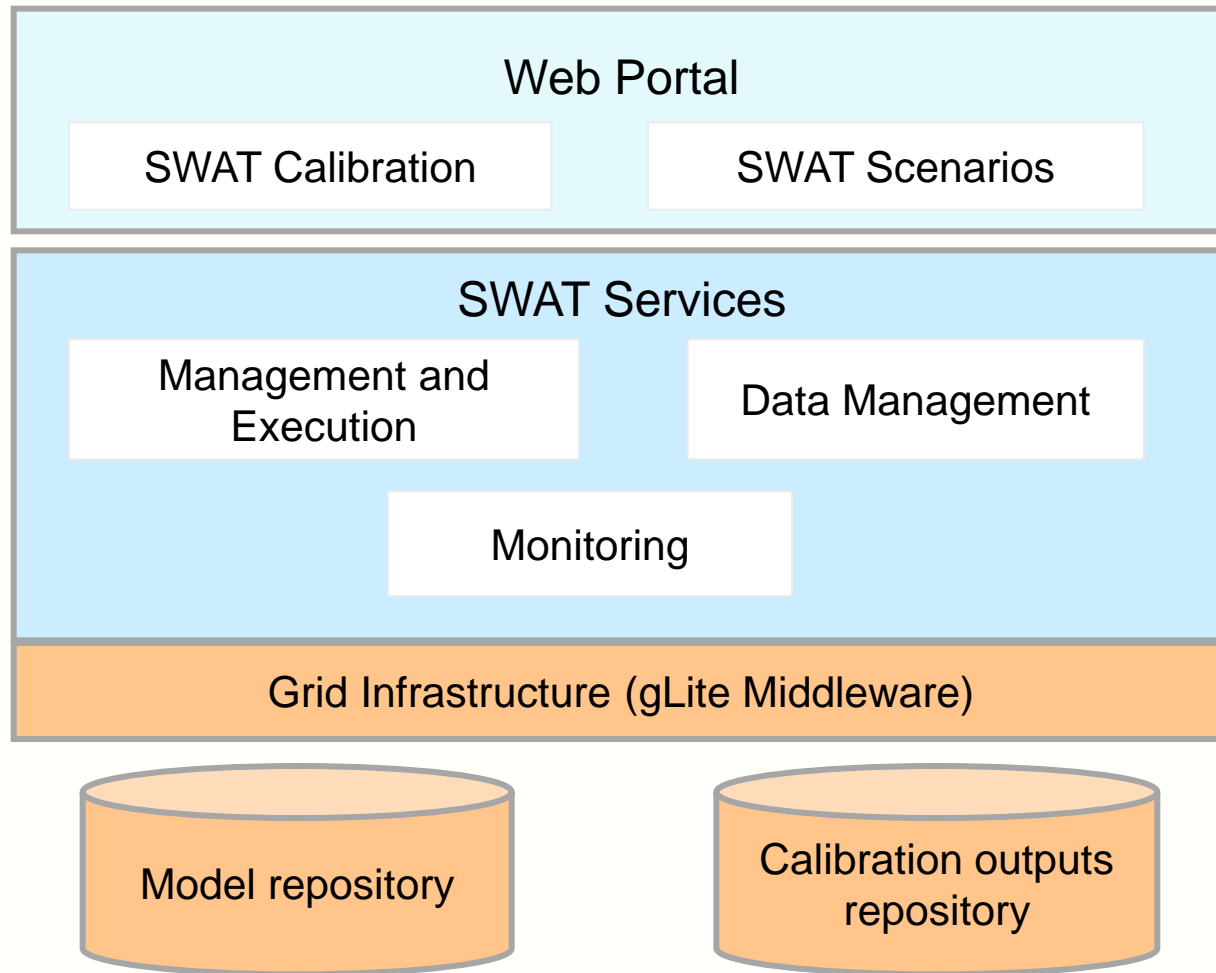 Web Portal
SWAT Calibration
SWAT Scenarios
SWAT Services
Management and
Execution
Data Management
Monitoring
Grid Infrastructure (gLite Middleware)
Model repository
Calibration outputs
repository